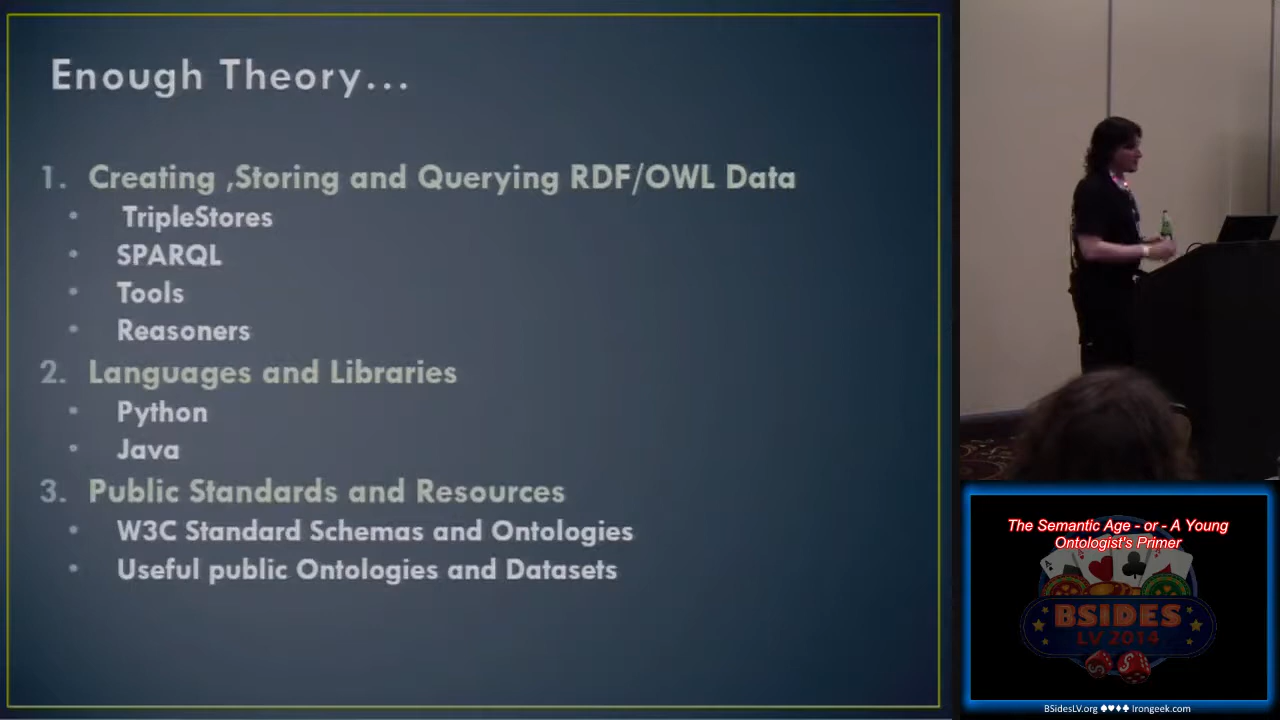 Enough Theory...
1. Creating ,Storing and Querying RDF/OWL Data
• TripleStores
• SPARQL
• Tools
• Reasoners
2. Languages and Libraries
• Python
• Java
3. Public Standards and Resources
• W3C Standard Schemas and Ontologies
• Useful public Ontologies and Datasets
The Semantic Age - or - A Young
Ontologist's Primer
BSIDES
LV 2014
BSidesLV.org ♠♥♦♣ Irongeek.com